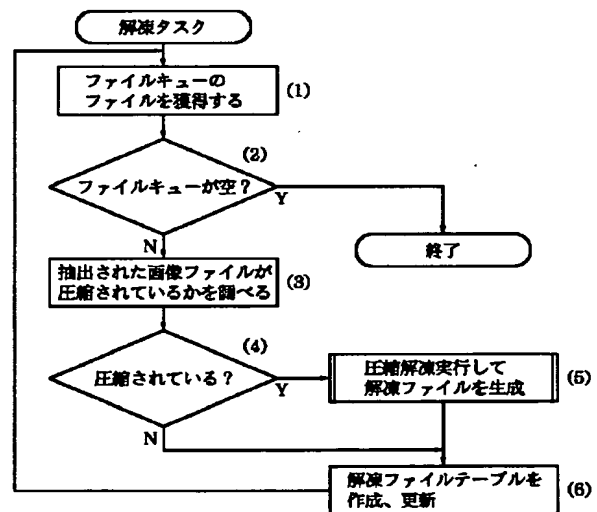 解凍タスク
ファイルキューの
ファイルを獲得する
(1)
(2)
ファイルキューが空？
Y
N
終了
抽出された画像ファイルが
圧縮されているかを調べる
(3)
(4)
圧縮されている？
Y
N
圧縮解凍実行して
解凍ファイルを生成
(5)
解凍ファイルテーブルを
作成、更新
(6)